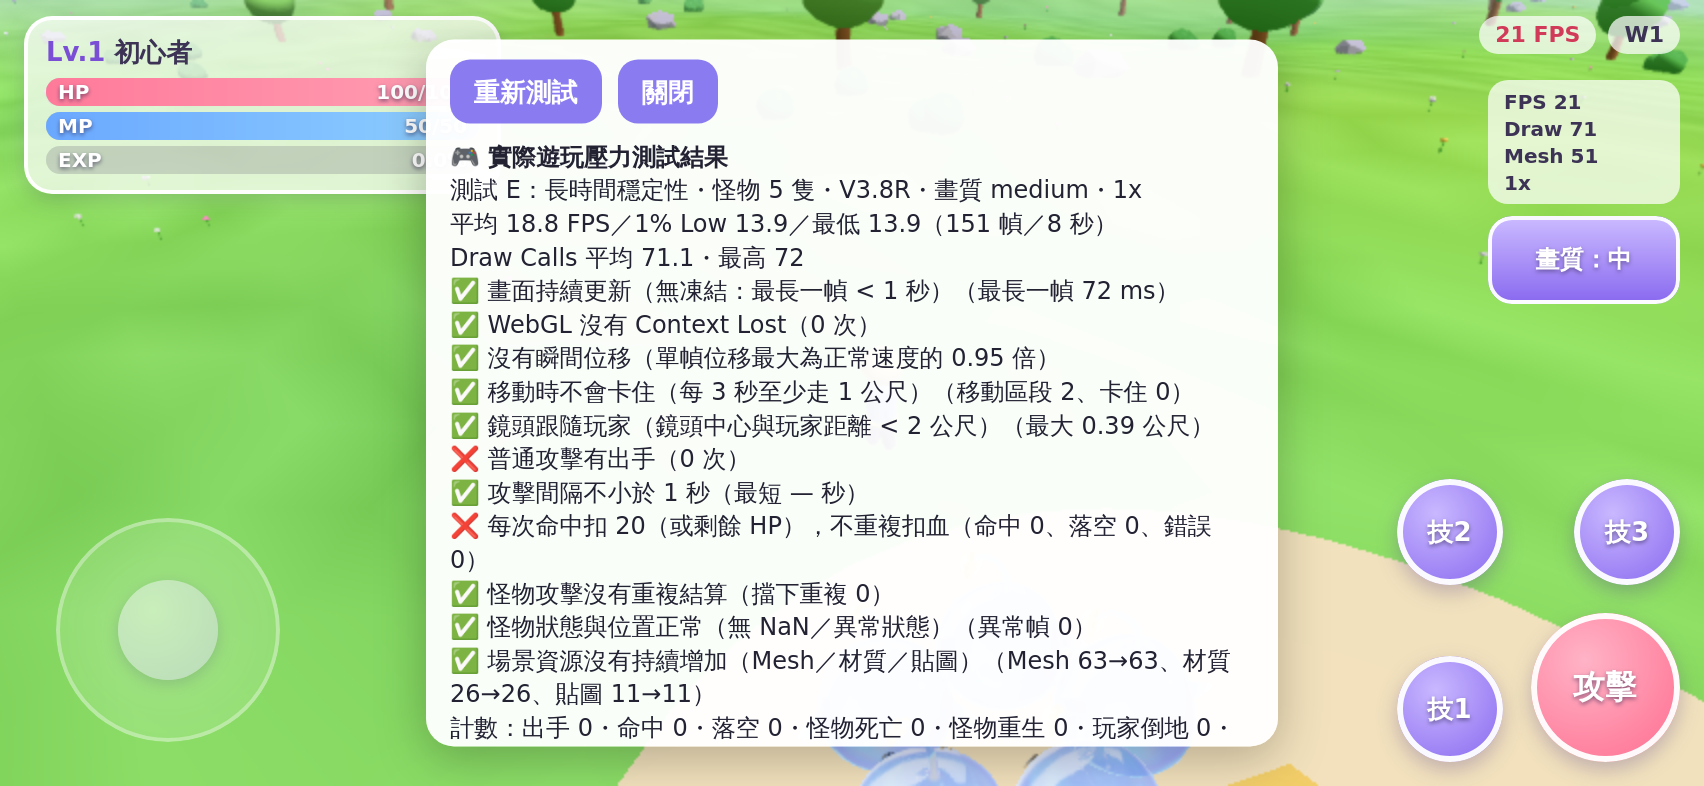 Lv.1 初心者
HP 100/
MP 50/50
EXP 0
21 FPS
W1
FPS 21
Draw 71
Mesh 51
1x
畫質：中
重新測試
關閉
🎮 實際遊玩壓力測試結果
測試 E：長時間穩定性・怪物 5 隻・V3.8R・畫質 medium・1x
平均 18.8 FPS／1% Low 13.9／最低 13.9（151 幀／8 秒）
Draw Calls 平均 71.1・最高 72
✅ 畫面持續更新（無凍結：最長一幀 < 1 秒）（最長一幀 72 ms）
✅ WebGL 沒有 Context Lost（0 次）
✅ 沒有瞬間位移（單幀位移最大為正常速度的 0.95 倍）
✅ 移動時不會卡住（每 3 秒至少走 1 公尺）（移動區段 2、卡住 0）
✅ 鏡頭跟隨玩家（鏡頭中心與玩家距離 < 2 公尺）（最大 0.39 公尺）
❌ 普通攻擊有出手（0 次）
✅ 攻擊間隔不小於 1 秒（最短 — 秒）
❌ 每次命中扣 20（或剩餘 HP），不重複扣血（命中 0、落空 0、錯誤
0）
✅ 怪物攻擊沒有重複結算（擋下重複 0）
✅ 怪物狀態與位置正常（無 NaN／異常狀態）（異常幀 0）
✅ 場景資源沒有持續增加（Mesh／材質／貼圖）（Mesh 63→63、材質
26→26、貼圖 11→11）
計數：出手 0・命中 0・落空 0・怪物死亡 0・怪物重生 0・玩家倒地 0・
技2
技3
技1
攻擊